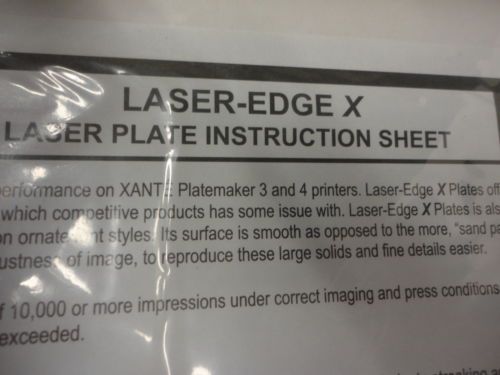 LASER-EDGE X
LASER PLATE INSTRUCTION SHEET
performance on XANTE Platemaker 3 and 4 printers. Laser-Edge X Plates off
which competitive products has some issue with. Laser-Edge X Plates is als
on ornate font styles. Its surface is smooth as opposed to the more, "sand pa
ustness of image, to reproduce these large solids and fine details easier.
f 10,000 or more impressions under correct imaging and press conditions
exceeded.